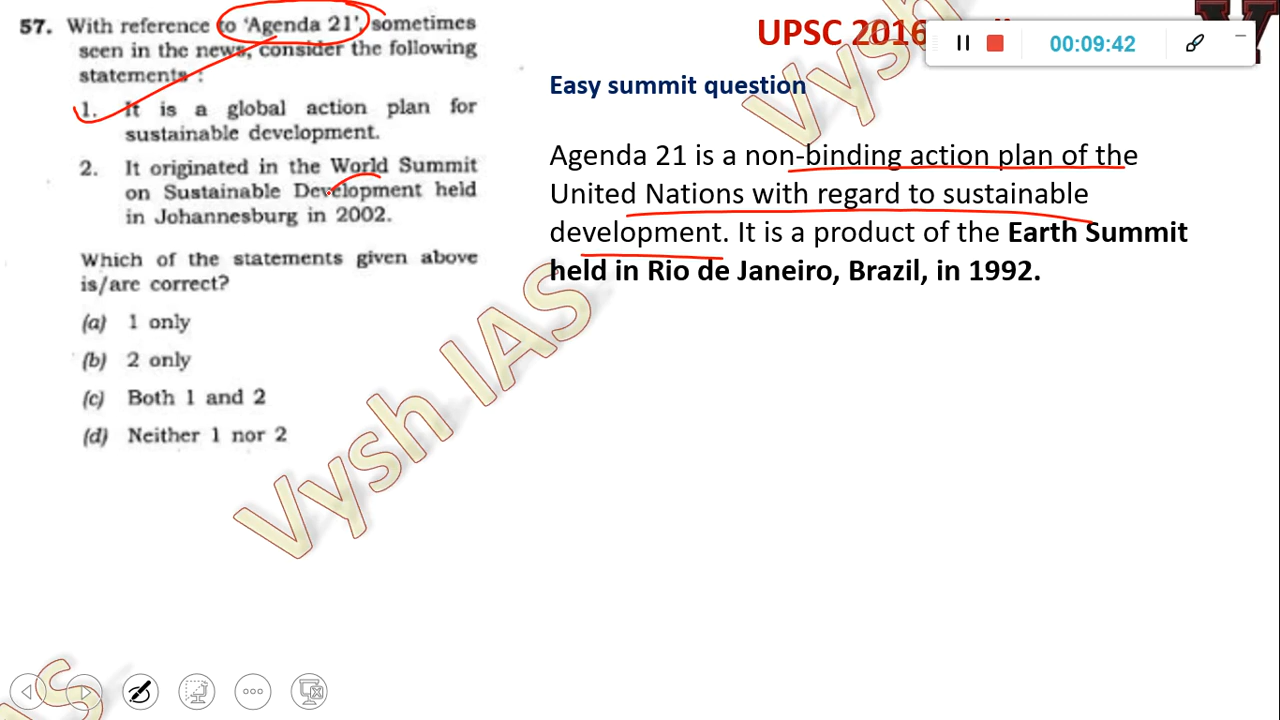 57. With reference to 'Agenda 21', sometimes
seen in the news, consider the following
statements :
1. It is a global action plan for
sustainable development.
2. It originated in the World Summit
on Sustainable Development held
in Johannesburg in 2002.
Which of the statements given above
is/are correct?
(a) 1 only
(b) 2 only
(c) Both 1 and 2
(d) Neither 1 nor 2
UPSC 2016
00:09:42
Easy summit question
Agenda 21 is a non-binding action plan of the
United Nations with regard to sustainable
development. It is a product of the Earth Summit
held in Rio de Janeiro, Brazil, in 1992.
Vysh IAS
Vysh
IAS